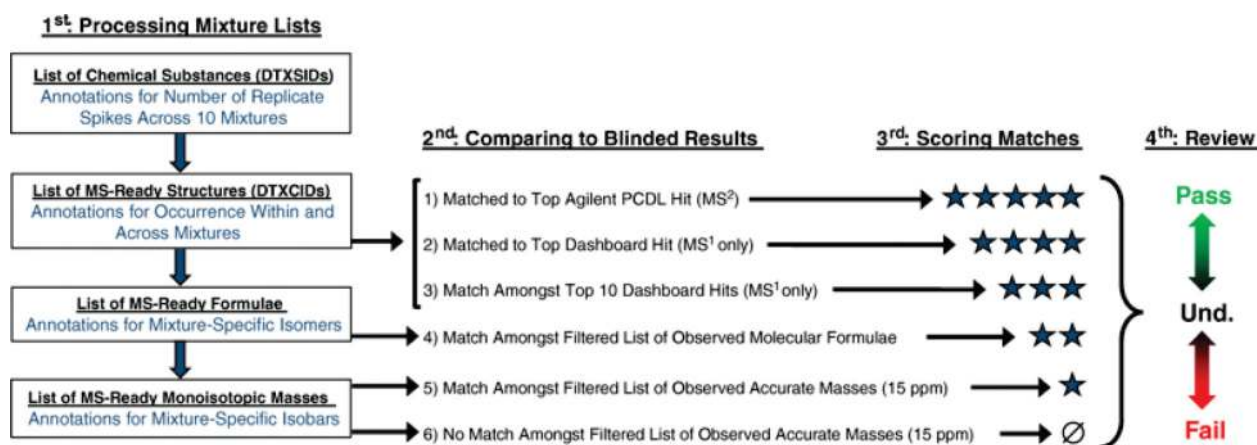 1st: Processing Mixture Lists
List of Chemical Substances (DTXSIDs)
Annotations for Number of Replicate
Spikes Across 10 Mixtures
List of MS-Ready Structures (DTXCIDs)
Annotations for Occurrence Within and
Across Mixtures
List of MS-Ready Formulae
Annotations for Mixture-Specific Isomers
List of MS-Ready Monoisotopic Masses
Annotations for Mixture-Specific Isobars
2nd: Comparing to Blinded Results
1) Matched to Top Agilent PCDL Hit (MS²)
2) Matched to Top Dashboard Hit (MS¹ only)
3) Match Amongst Top 10 Dashboard Hits (MS¹ only)
4) Match Amongst Filtered List of Observed Molecular Formulae
5) Match Amongst Filtered List of Observed Accurate Masses (15 ppm)
6) No Match Amongst Filtered List of Observed Accurate Masses (15 ppm)
3rd: Scoring Matches
∅
4th: Review
Pass
Und.
Fail